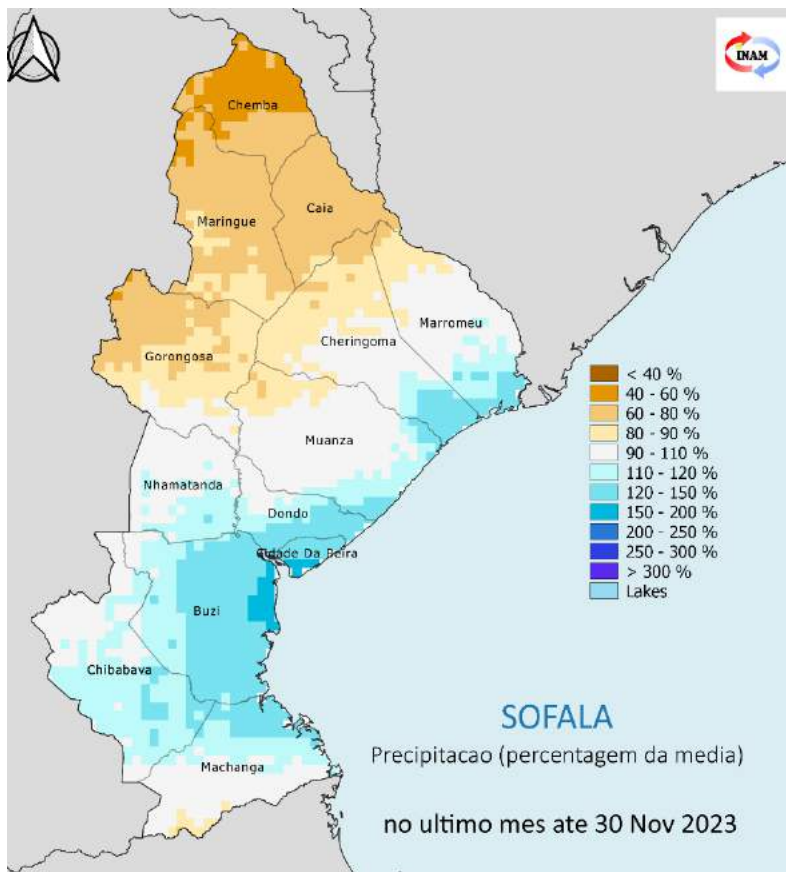 INAM
Chemba
Caia
Maringue
Marromeu
Cheringoma
Gorongosa
Muanza
Nhamatanda
Dondo
Cidade Da Beira
Buzi
Chibabava
Machanga
< 40 %
40 - 60 %
60 - 80 %
80 - 90 %
90 - 110 %
110 - 120 %
120 - 150 %
150 - 200 %
200 - 250 %
250 - 300 %
> 300 %
Lakes
SOFALA
Precipitacao (percentagem da media)
no ultimo mes ate 30 Nov 2023